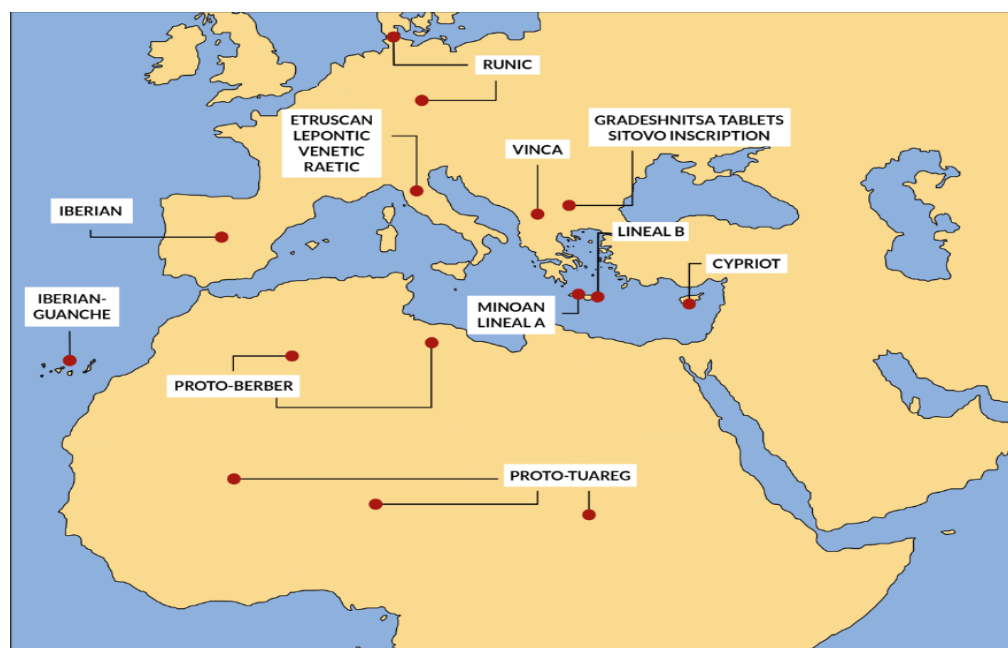 RUNIC
ETRUSCAN
LEPONTIC
VENETIC
RAETIC
GRADESHNITSA TABLETS
SITOVO INSCRIPTION
VINCA
IBERIAN
LINEAL B
CYPRIOT
IBERIAN-
GUANCHE
MINOAN
LINEAL A
PROTO-BERBER
PROTO-TUAREG